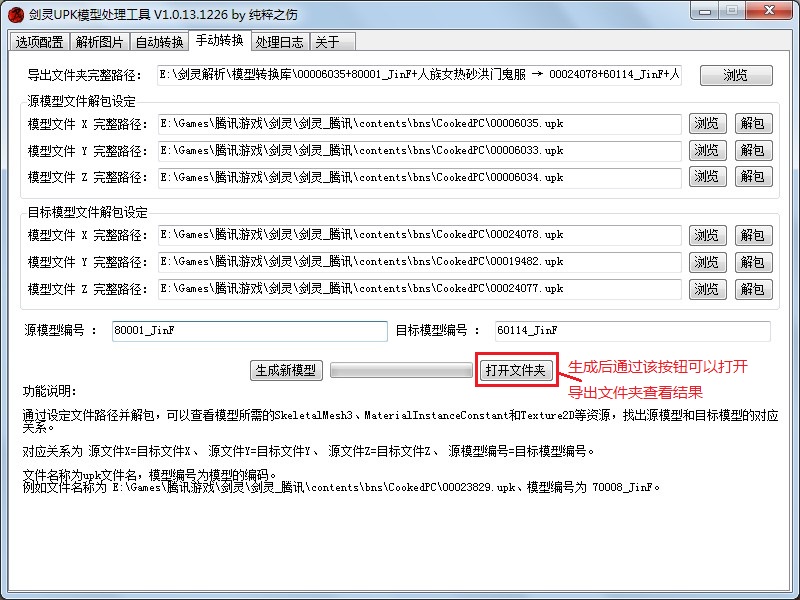 剑灵UPK模型处理工具 V1.0.13.1226 by 纯粹之伤
选项配置 解析图片 自动转换 手动转换 处理日志 关于
导出文件夹完整路径： E:\剑灵解析\模型转换库\00006035+80001_JinF+人族女热砂洪门鬼服 → 00024078+60114_JinF+人 浏览
源模型文件解包设定
模型文件 X 完整路径： E:\Games\腾讯游戏\剑灵\剑灵_腾讯\contents\bns\CookedPC\00006035.upk 浏览 解包
模型文件 Y 完整路径： E:\Games\腾讯游戏\剑灵\剑灵_腾讯\contents\bns\CookedPC\00006033.upk 浏览 解包
模型文件 Z 完整路径： E:\Games\腾讯游戏\剑灵\剑灵_腾讯\contents\bns\CookedPC\00006034.upk 浏览 解包
目标模型文件解包设定
模型文件 X 完整路径： E:\Games\腾讯游戏\剑灵\剑灵_腾讯\contents\bns\CookedPC\00024078.upk 浏览 解包
模型文件 Y 完整路径： E:\Games\腾讯游戏\剑灵\剑灵_腾讯\contents\bns\CookedPC\00019482.upk 浏览 解包
模型文件 Z 完整路径： E:\Games\腾讯游戏\剑灵\剑灵_腾讯\contents\bns\CookedPC\00024077.upk 浏览 解包
源模型编号 ： 80001_JinF 目标模型编号 ： 60114_JinF
生成新模型 打开文件夹 生成后通过该按钮可以打开
导出文件夹查看结果
功能说明：
通过设定文件路径并解包，可以查看模型所需的SkeletalMesh3、MaterialInstanceConstant和Texture2D等资源，找出源模型和目标模型的对应
关系。
对应关系为 源文件X=目标文件X、 源文件Y=目标文件Y、 源文件Z=目标文件Z、 源模型编号=目标模型编号。
文件名称为upk文件名，模型编号为模型的编码。
例如文件名称为 E:\Games\腾讯游戏\剑灵\剑灵_腾讯\contents\bns\CookedPC\00023829.upk、模型编号为 70008_JinF。